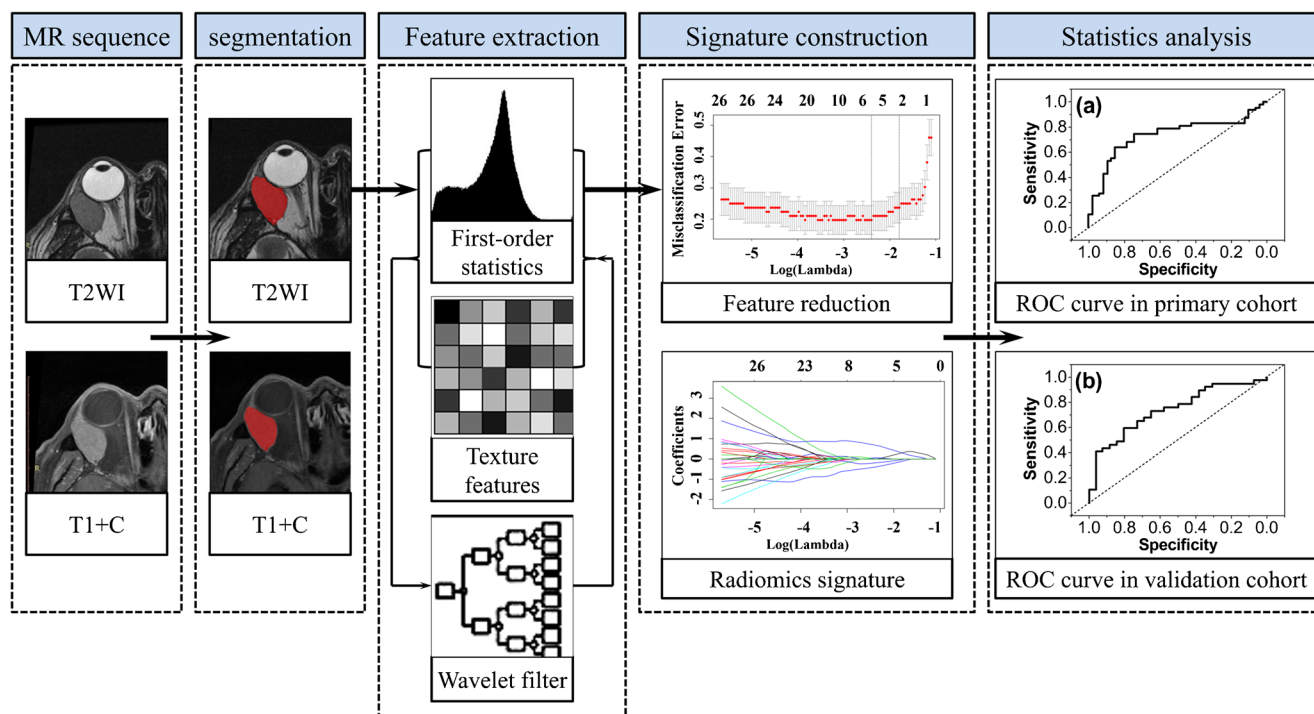 MR sequence
segmentation
Feature extraction
Signature construction
Statistics analysis
R
T2WI
R
T1+C
T2WI
T1+C
First-order
statistics
Texture
features
Wavelet filter
26 26 24 20 10 6 5 2 1
Misclassification Error
0.5
0.4
0.3
0.2
-5 -4 -3 -2 -1
Log(Lambda)
Feature reduction
26 23 8 5 0
Coefficients
3
2
1
0
-1
-2
-5 -4 -3 -2 -1
Log(Lambda)
Radiomics signature
(a)
Sensitivity
1.0
0.8
0.6
0.4
0.2
0.0
1.0 0.8 0.6 0.4 0.2 0.0
Specificity
ROC curve in primary cohort
(b)
Sensitivity
1.0
0.8
0.6
0.4
0.2
0.0
1.0 0.8 0.6 0.4 0.2 0.0
Specificity
ROC curve in validation cohort